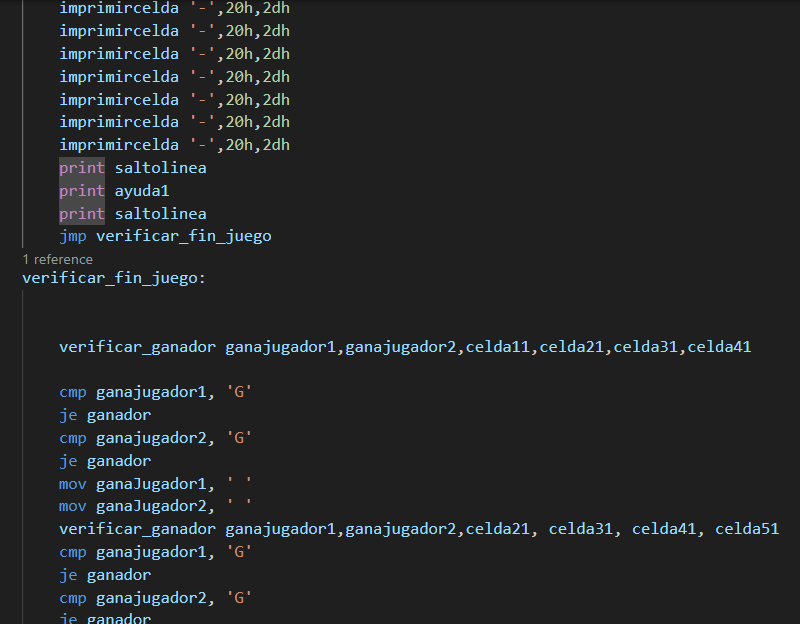 imprimircelda '-',20h,2dh
imprimircelda '-',20h,2dh
imprimircelda '-',20h,2dh
imprimircelda '-',20h,2dh
imprimircelda '-',20h,2dh
imprimircelda '-',20h,2dh
imprimircelda '-',20h,2dh
print saltolinea
print ayuda1
print saltolinea
jmp verificar_fin_juego
1 reference
verificar_fin_juego:
verificar_ganador ganajugador1,ganajugador2,celda11,celda21,celda31,celda41
cmp ganajugador1, 'G'
je ganador
cmp ganajugador2, 'G'
je ganador
mov ganaJugador1, ' '
mov ganaJugador2, ' '
verificar_ganador ganajugador1,ganajugador2,celda21, celda31, celda41, celda51
cmp ganajugador1, 'G'
je ganador
cmp ganajugador2, 'G'
je ganador